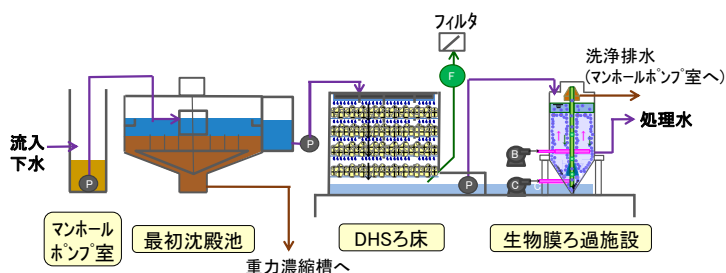 フィルタ
F
洗浄排水
(マンホールポンプ室へ)
流入
下水
処理水
P
P
P
B
C
C
マンホール
ポンプ室
最初沈殿池
DHSろ床
生物膜ろ過施設
重力濃縮槽へ